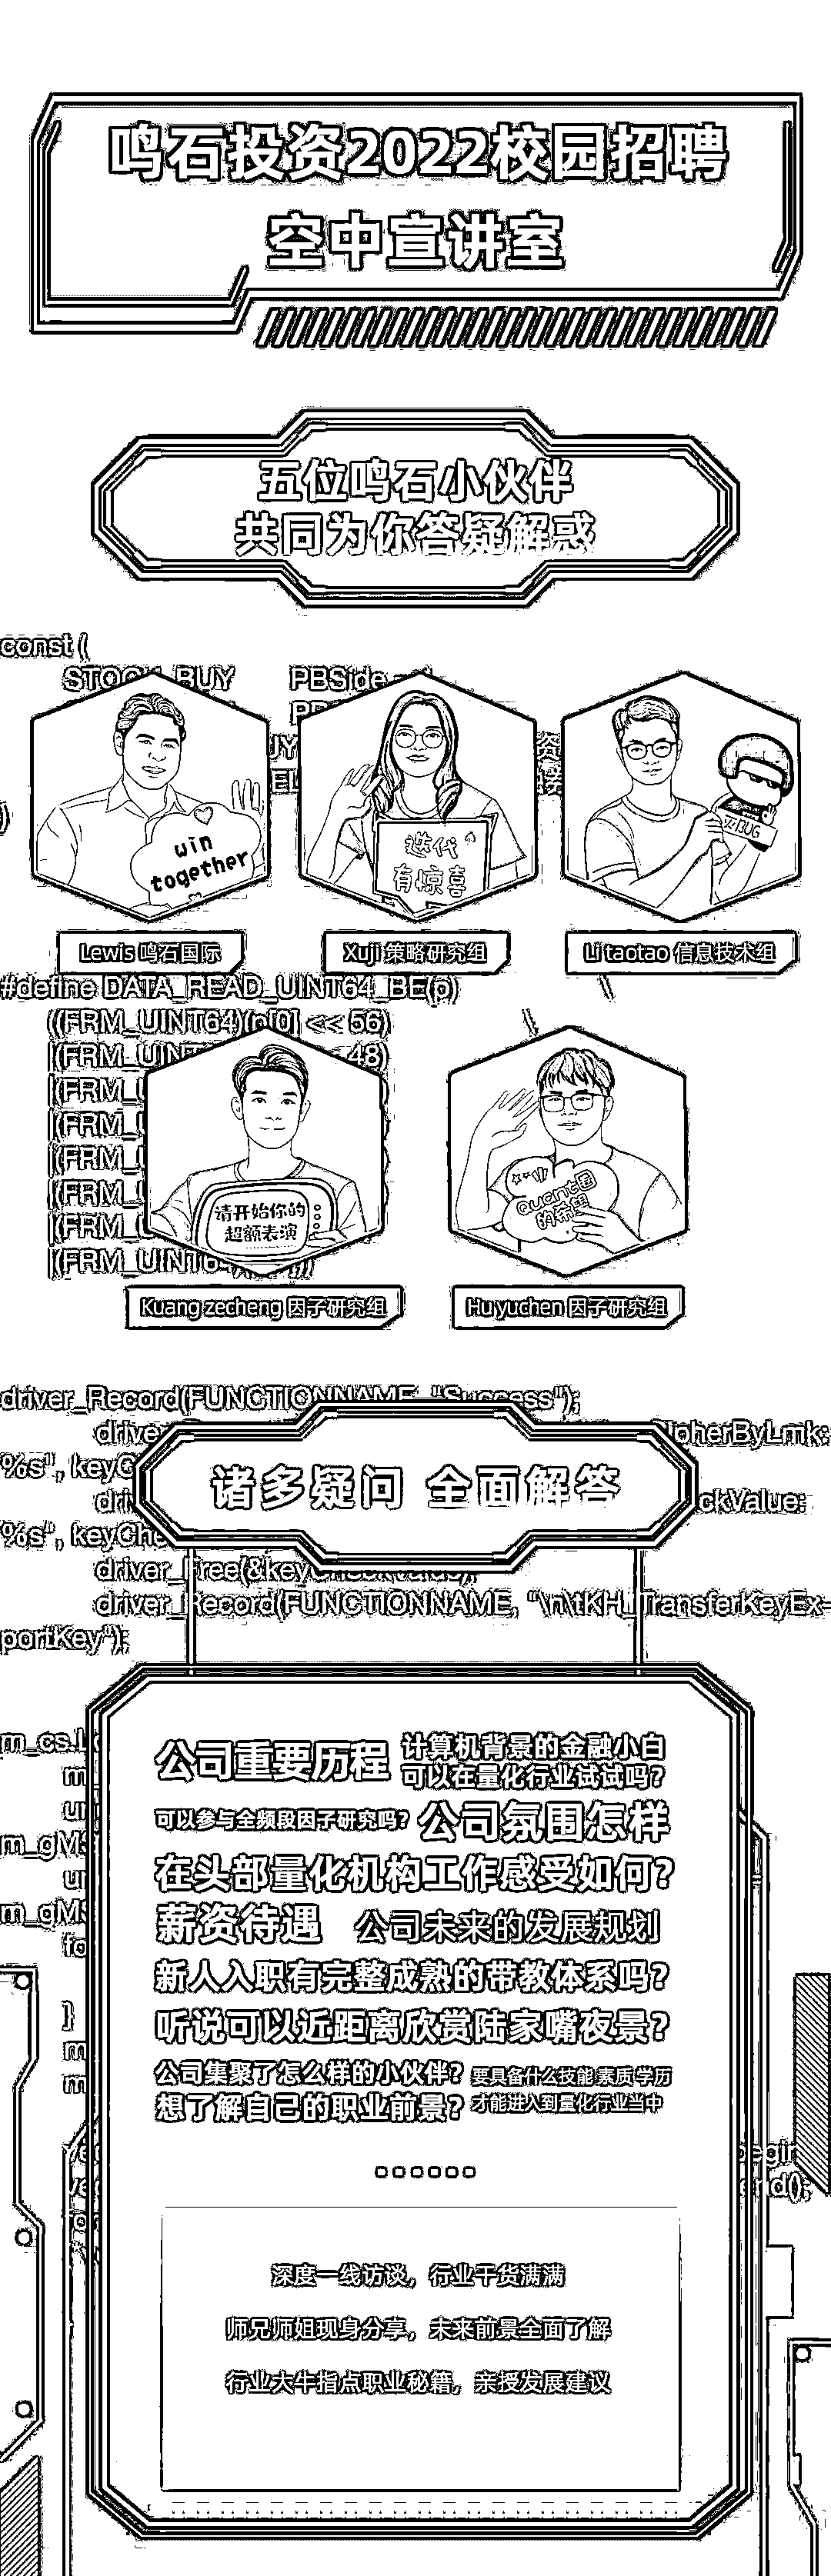 鸣石投资2022校园招聘
空中宣讲室
五位鸣石小伙伴
共同为你答疑解惑
const (
STOCK_BUY PBSide
win
together
迭代
有惊喜
Lewis 鸣石国际
Xuji 策略研究组
Li taotao 信息技术组
#define DATA_READ_UINT64_BE(p)
((FRM_UINT64)(p[0] << 56)
48)
请开始你的
超额表演
Quant圈
的希望
Kuang zecheng 因子研究组
Hu yuchen 因子研究组
driver_Record(FUNCTIONNAME, "Success");
诸多疑问 全面解答
%s", keyChe
ckValue:
driver_Free(&keyCheckValue);
driver_Record(FUNCTIONNAME, "\n\tKH_TransferKeyEx-
portKey");
公司重要历程
计算机背景的金融小白
可以在量化行业试试吗?
可以参与全频段因子研究吗?
公司氛围怎样
在头部量化机构工作感受如何?
薪资待遇 公司未来的发展规划
新人入职有完整成熟的带教体系吗?
听说可以近距离欣赏陆家嘴夜景?
公司集聚了怎么样的小伙伴?
要具备什么技能 素质 学历
才能进入到量化行业当中
想了解自己的职业前景?
深度一线访谈，行业干货满满
师兄师姐现身分享，未来前景全面了解
行业大牛指点职业秘籍，亲授发展建议